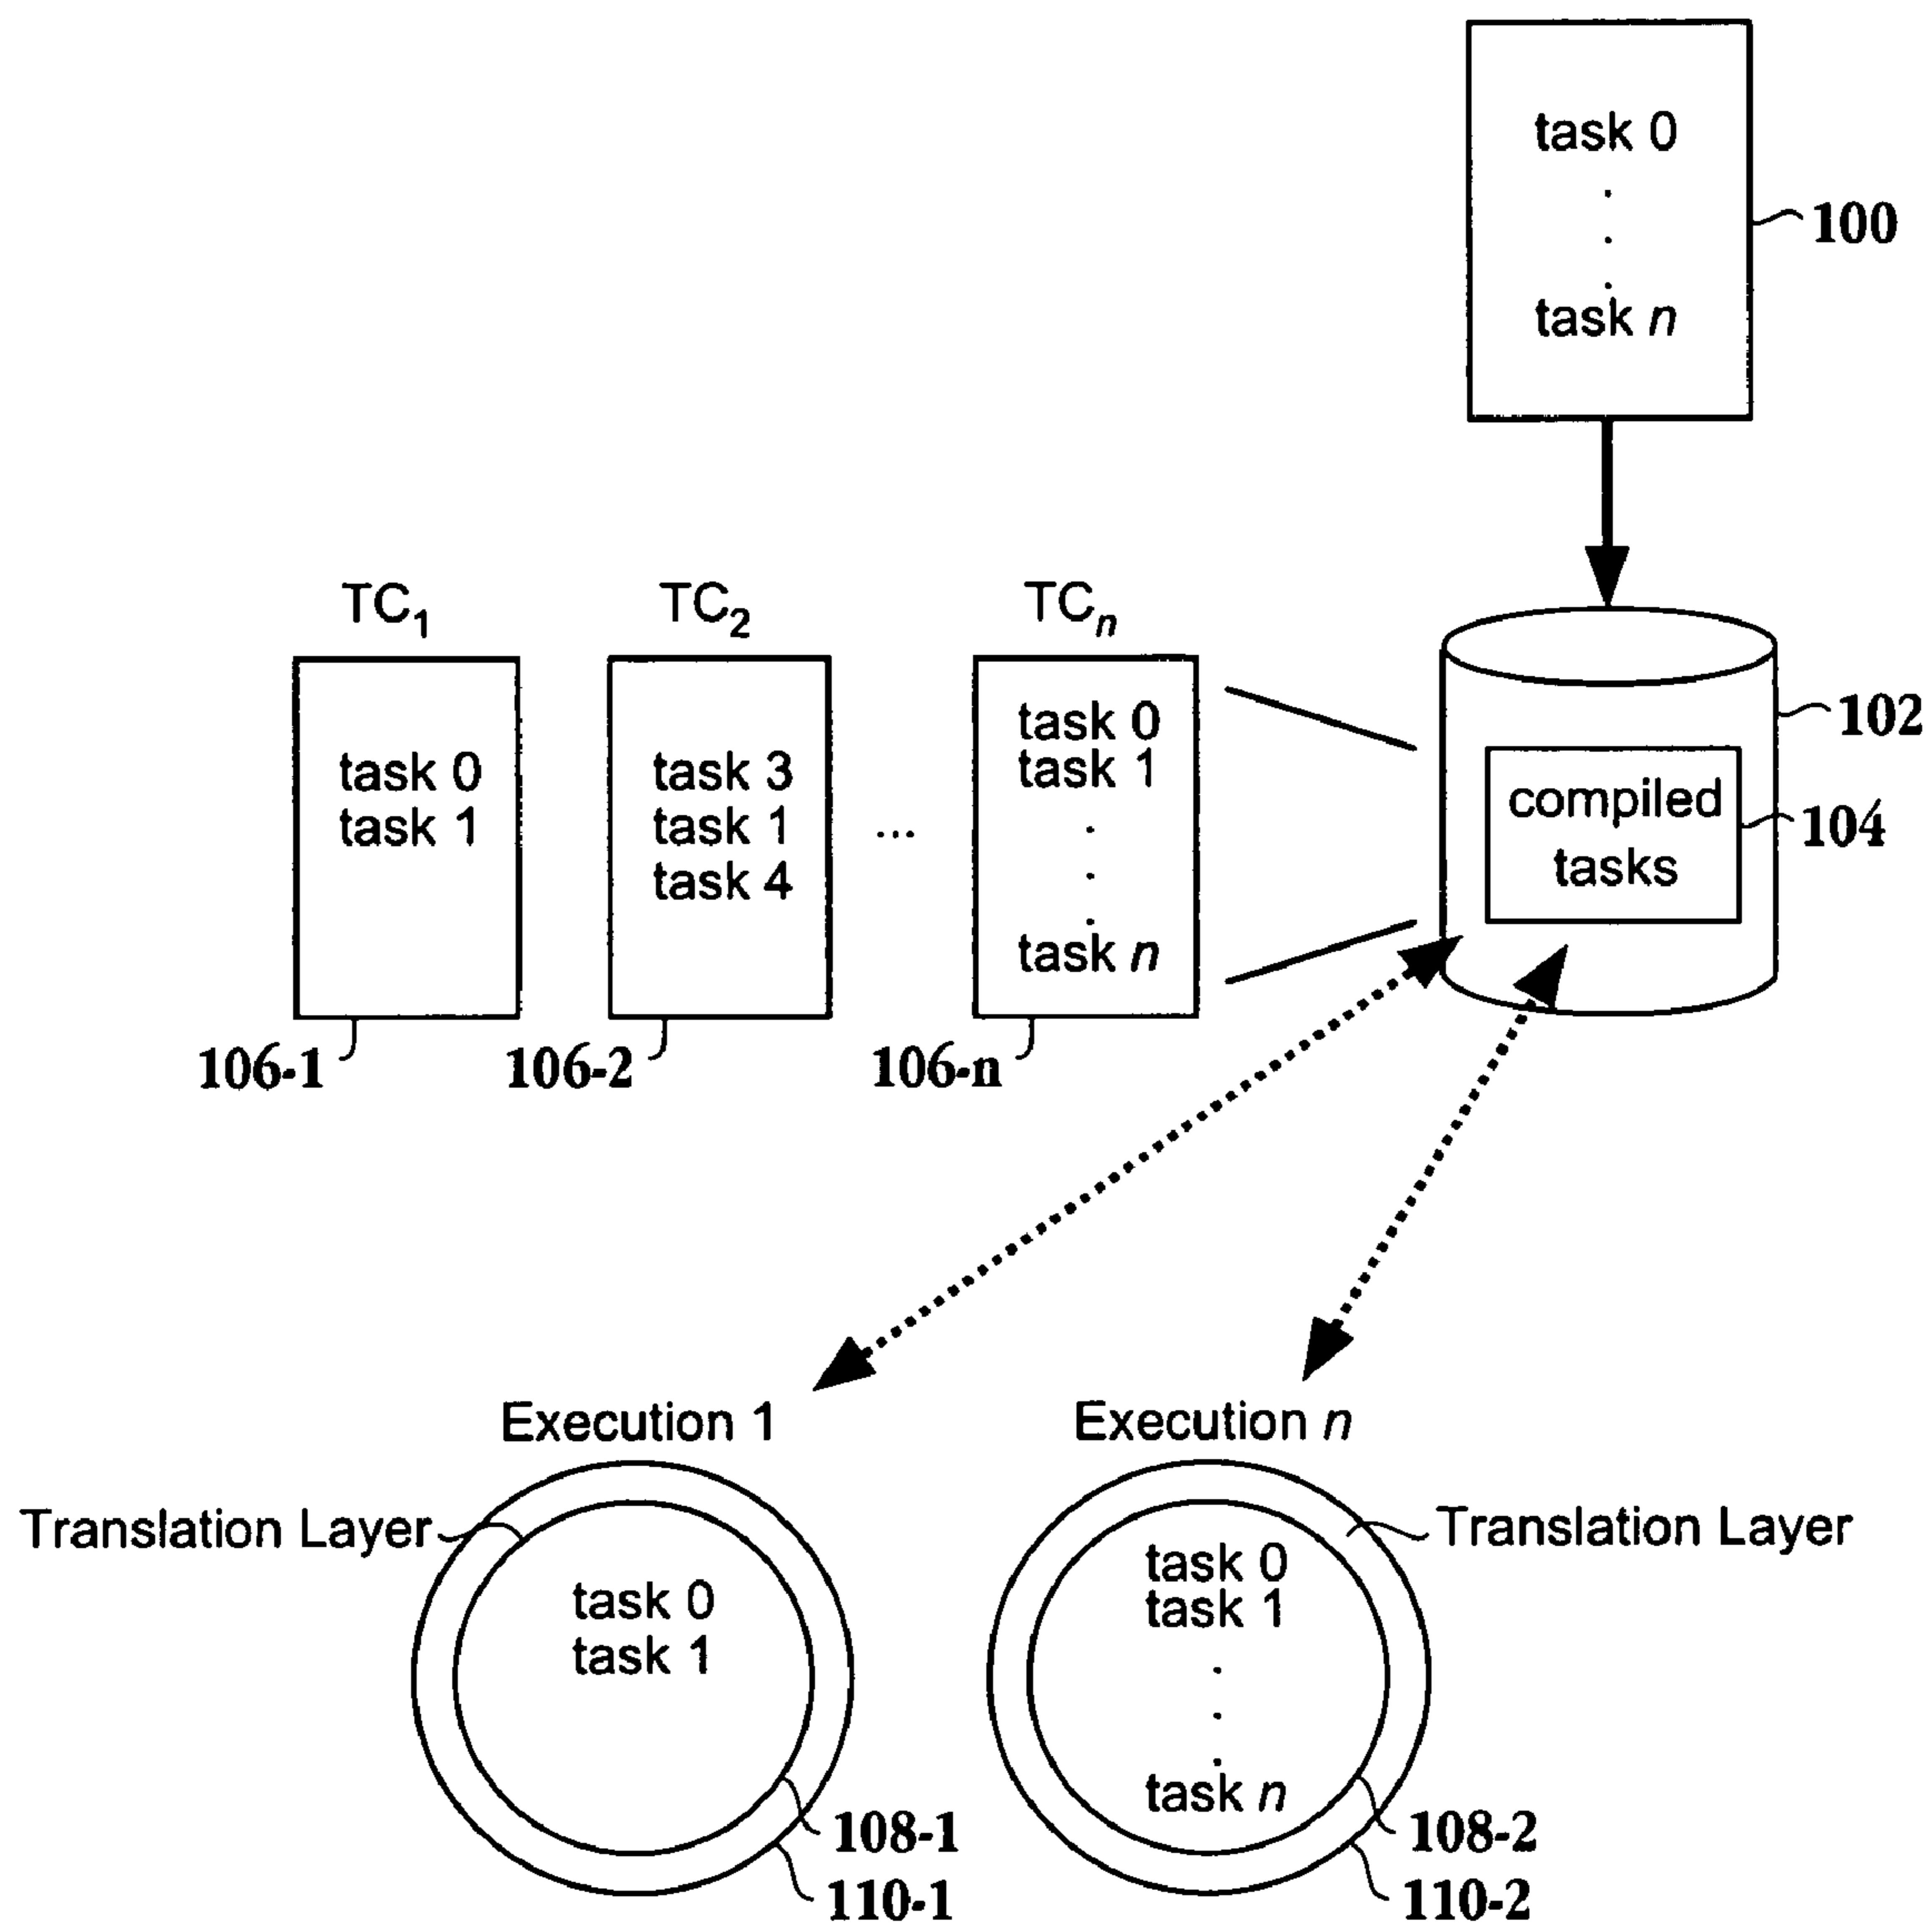 task 0
.
.
.
task n
100
TC1
TC2
TCn
task 0
task 1
106-1
task 3
task 1
task 4
106-2
...
task 0
task 1
.
.
.
task n
106-n
102
compiled
tasks
104
Execution 1
Translation Layer
task 0
task 1
108-1
110-1
Execution n
Translation Layer
task 0
task 1
.
.
.
task n
108-2
110-2